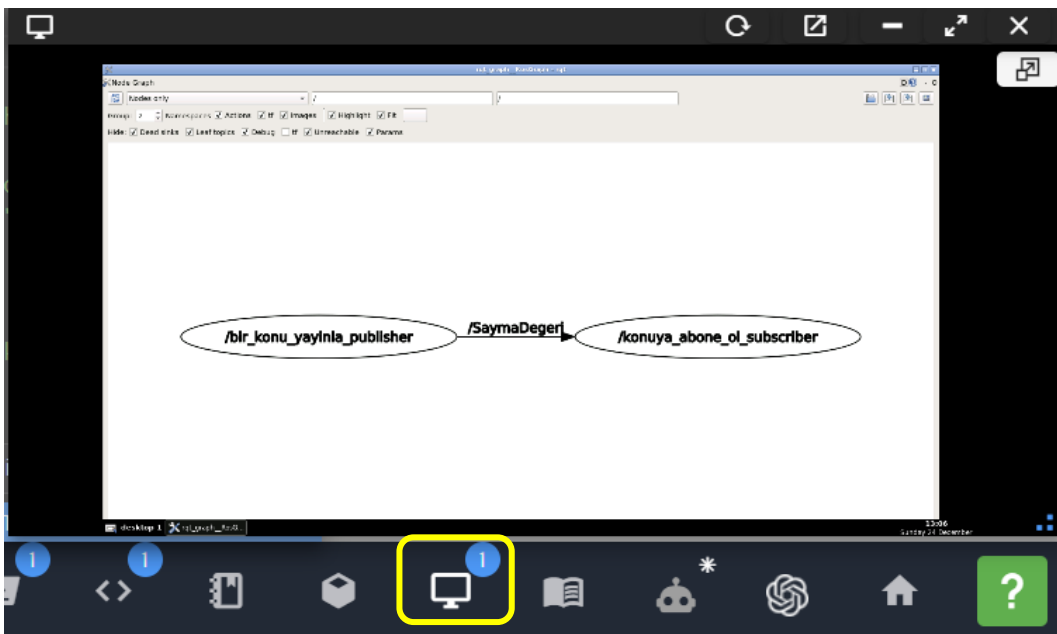 Node Graph
Nodes only
/
/
Group: 2 Namespaces Actions tf Images Highlight Fit
Hide: Dead sinks Leaf topics Debug tf Unreachable Params
/bir_konu_yayinla_publisher
/SaymaDegeri
/konuya_abone_ol_subscriber
desktop 1
13:06
Sunday 24 December
1
1
1
?